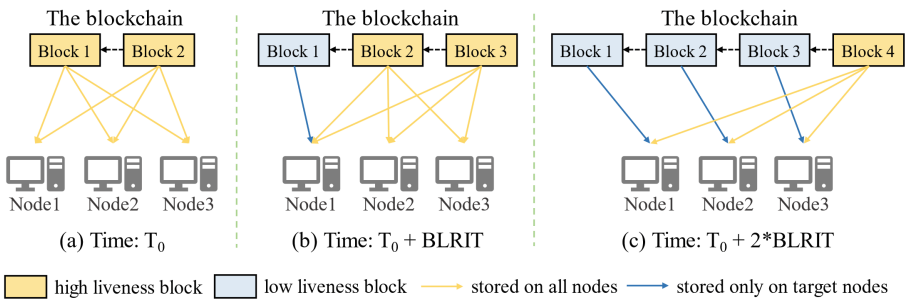 The blockchain
Block 1
Block 2
Node1
Node2
Node3
(a) Time: T0
The blockchain
Block 1
Block 2
Block 3
Node1
Node2
Node3
(b) Time: T0 + BLRIT
The blockchain
Block 1
Block 2
Block 3
Block 4
Node1
Node2
Node3
(c) Time: T0 + 2*BLRIT
high liveness block
low liveness block
stored on all nodes
stored only on target nodes